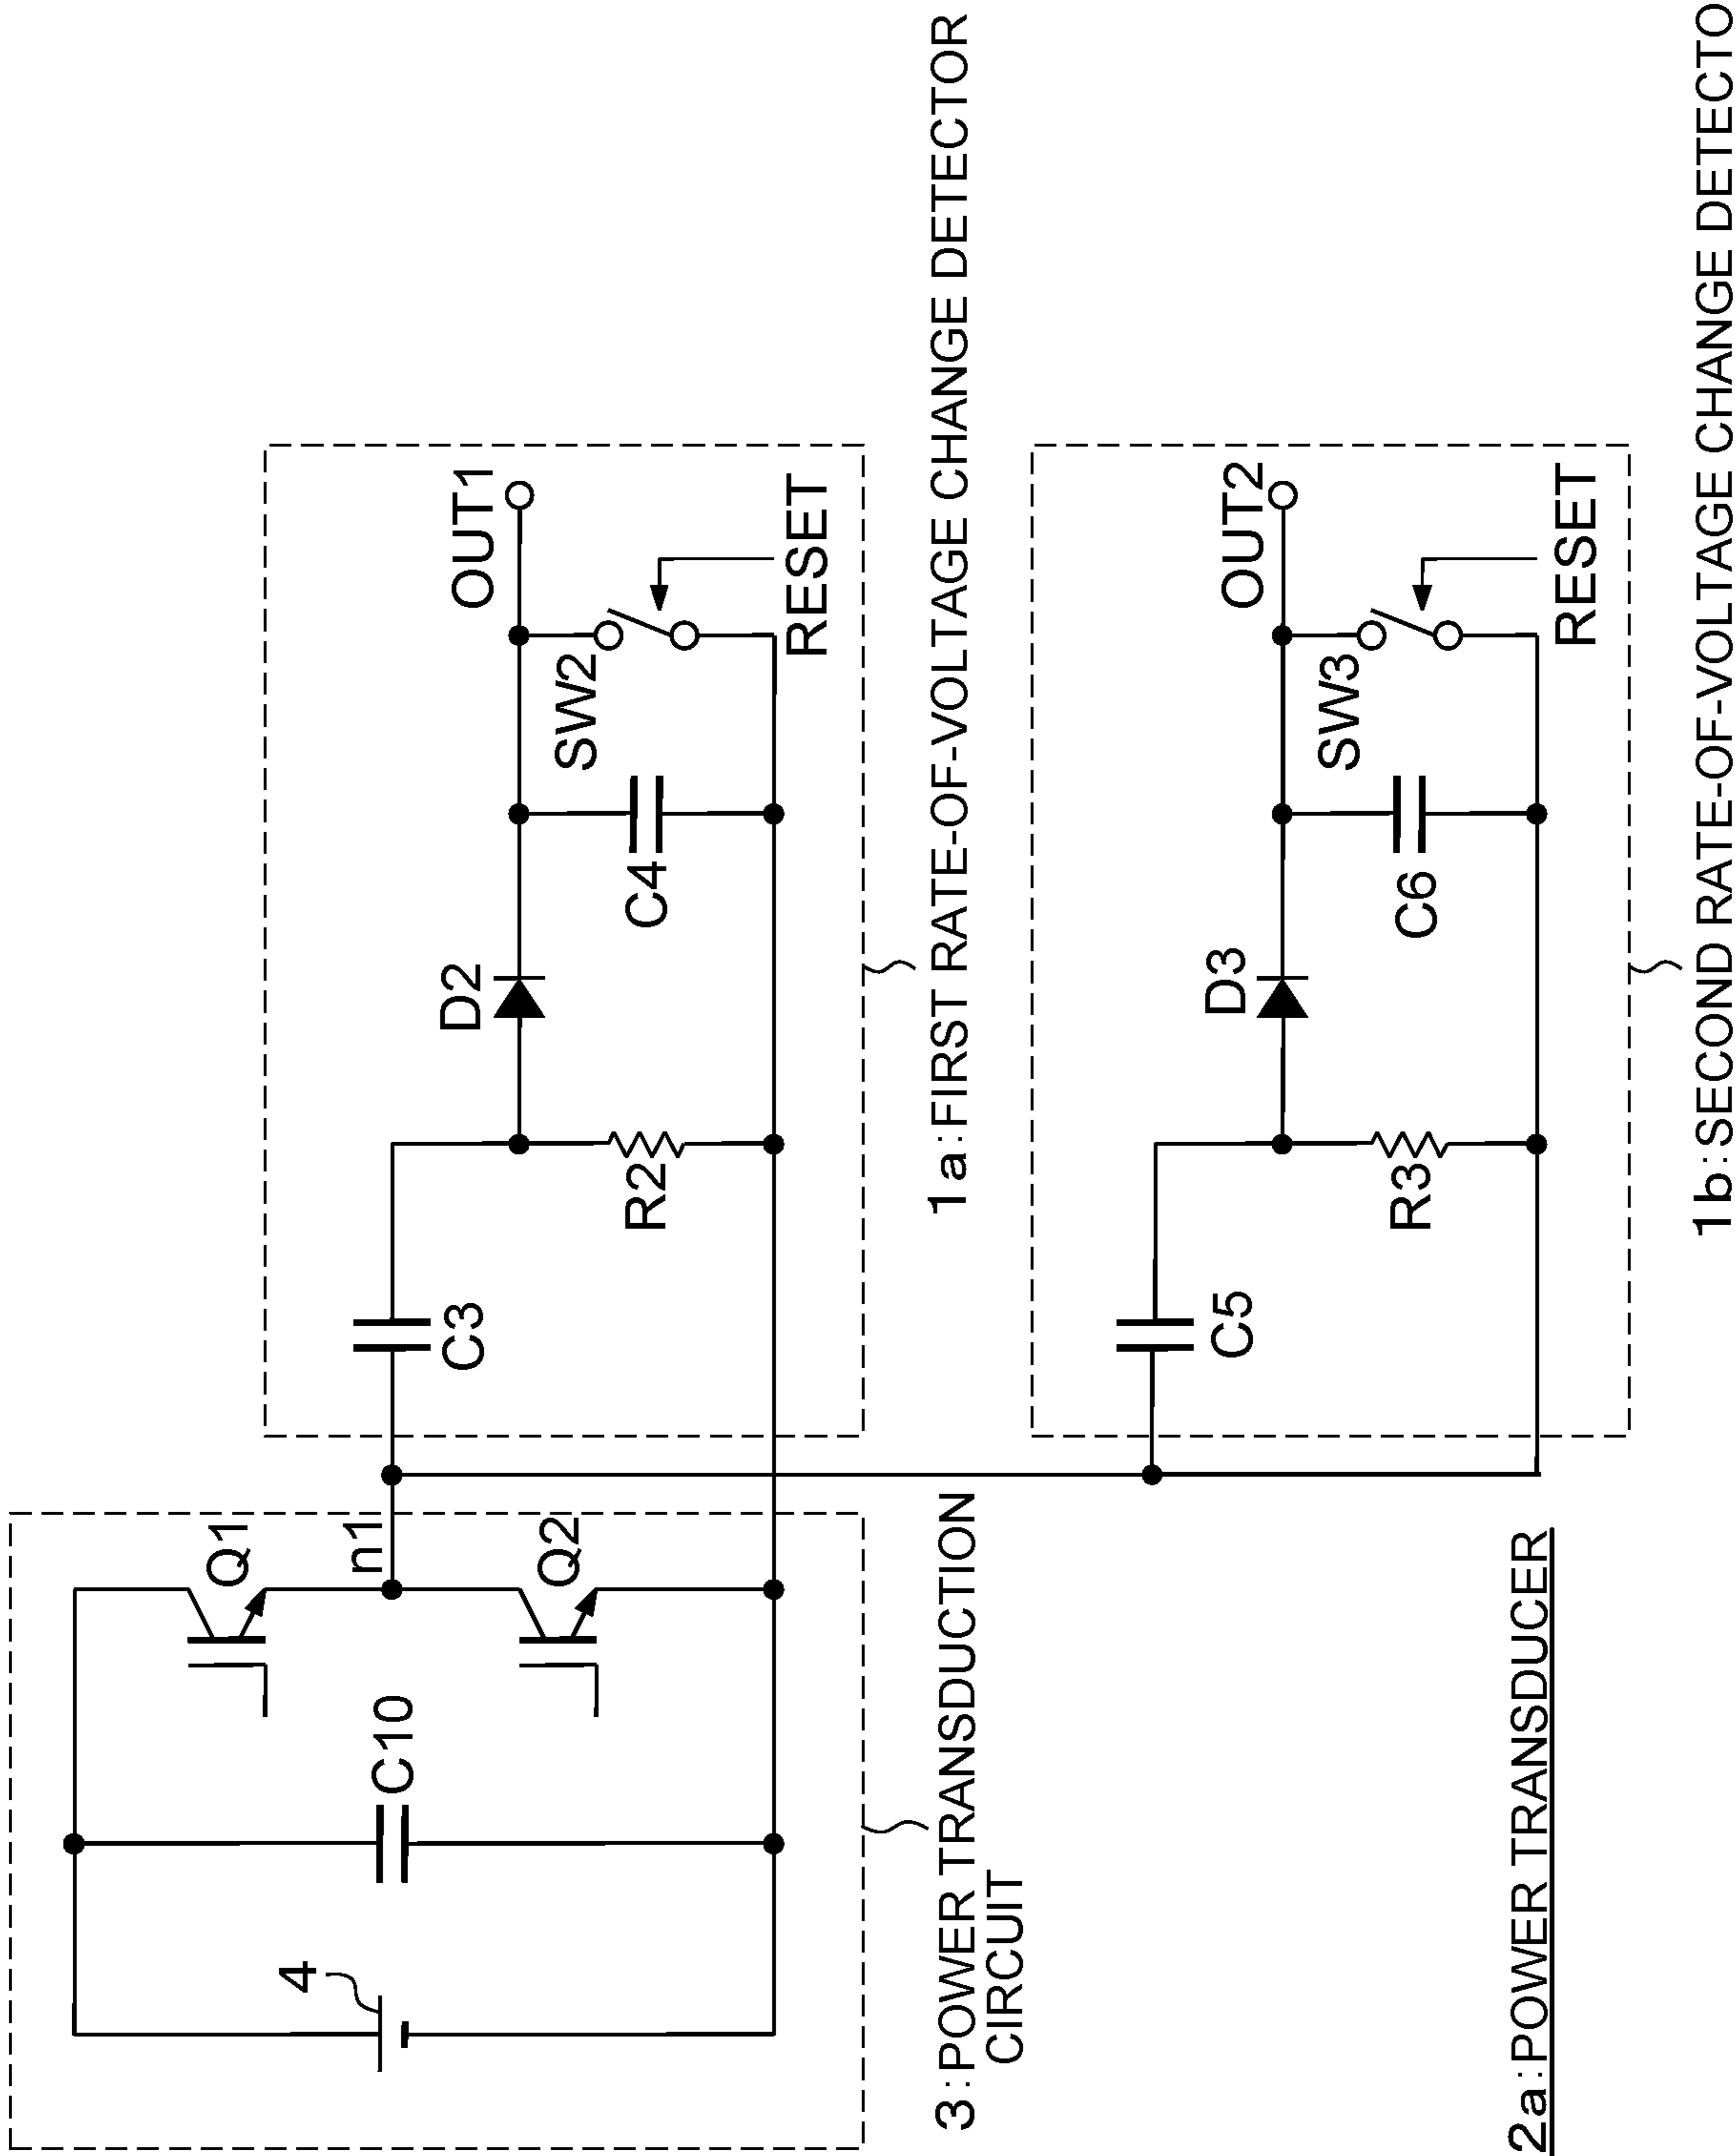 4
C10
Q1
n1
Q2
3:POWER TRANSDUCTION
CIRCUIT
C3
R2
D2
C4
SW2
OUT1
RESET
1a:FIRST RATE-OF-VOLTAGE CHANGE DETECTOR
C5
R3
D3
C6
SW3
OUT2
RESET
1b:SECOND RATE-OF-VOLTAGE CHANGE DETECTO
2a:POWER TRANSDUCER